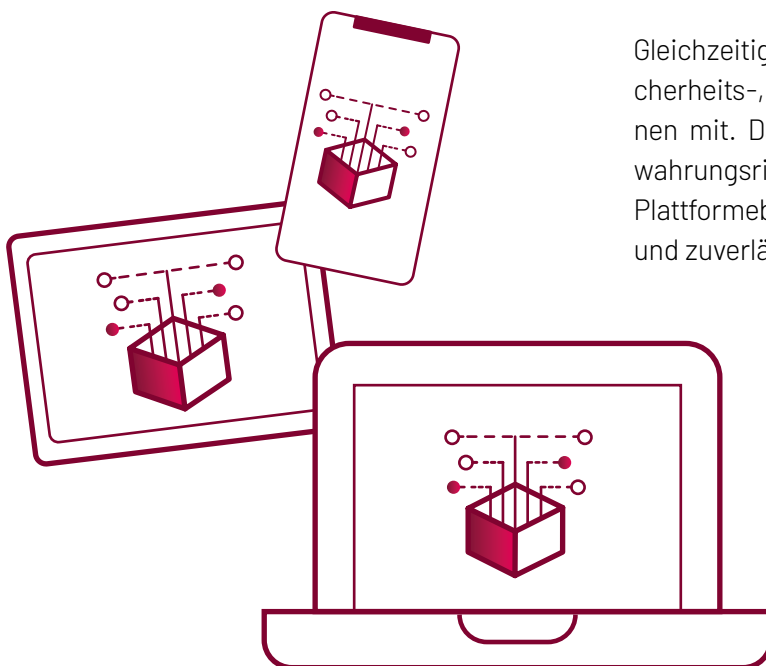 Gleichzeitig
cherheits-,
nen mit. D
wahrungsri
Plattformeb
und zuverlä